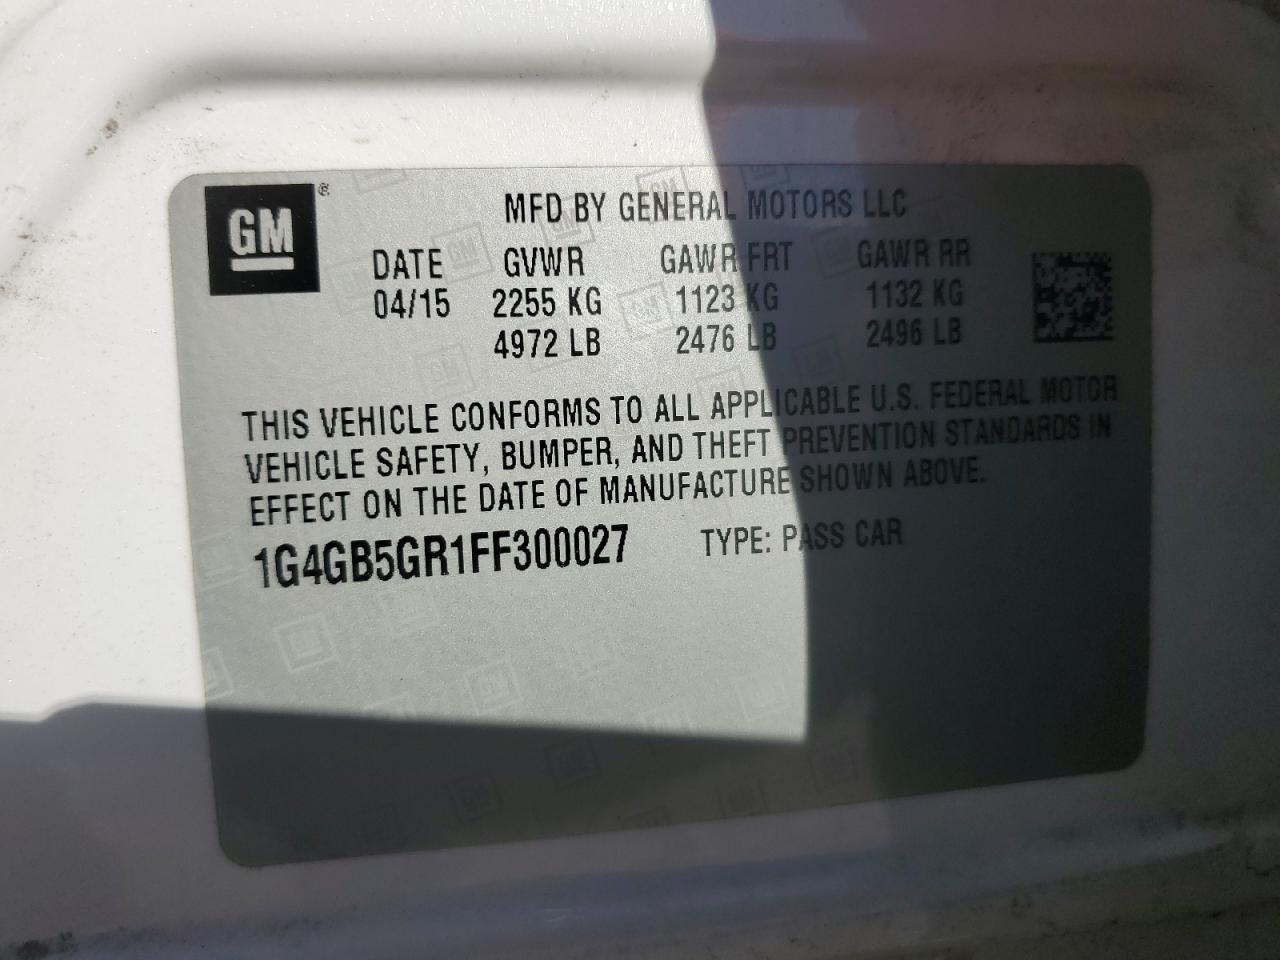 GM ®
MFD BY GENERAL MOTORS LLC
DATE GVWR GAWR FRT GAWR RR
04/15 2255 KG 1123 KG 1132 KG
4972 LB 2476 LB 2496 LB
THIS VEHICLE CONFORMS TO ALL APPLICABLE U.S. FEDERAL MOTOR
VEHICLE SAFETY, BUMPER, AND THEFT PREVENTION STANDARDS IN
EFFECT ON THE DATE OF MANUFACTURE SHOWN ABOVE.
1G4GB5GR1FF300027 TYPE: PASS CAR